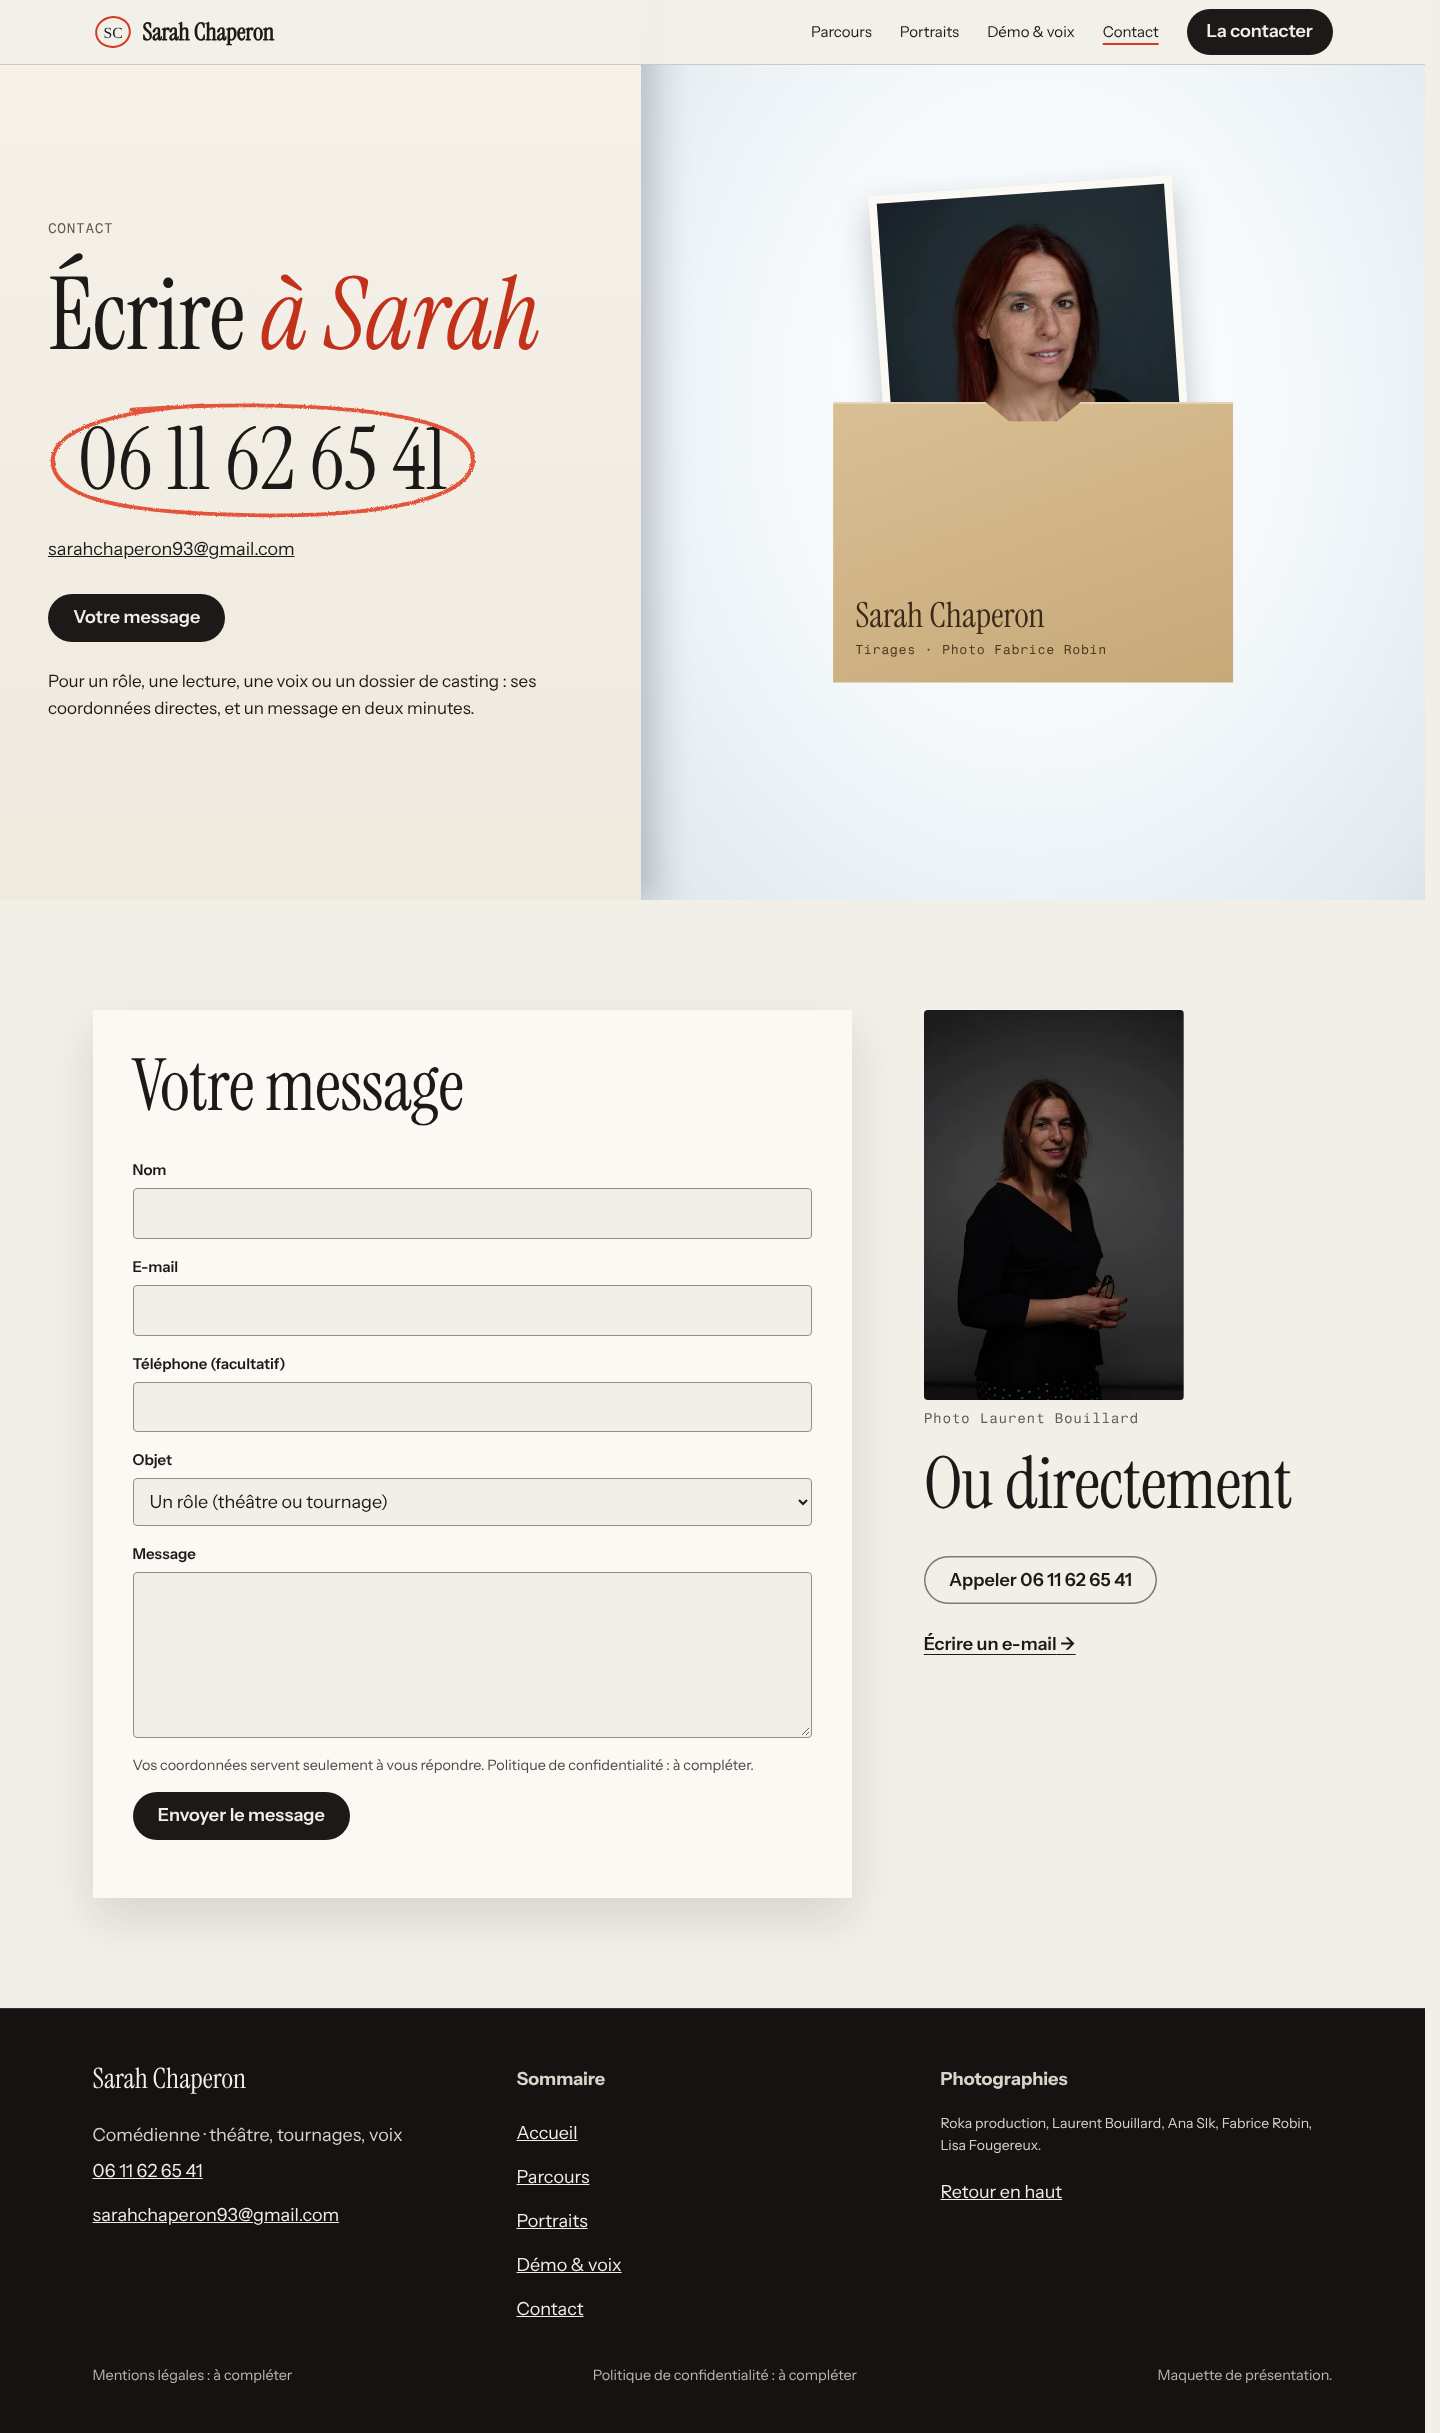 SC Sarah Chaperon
Parcours Portraits Démo & voix Contact La contacter
CONTACT
Écrire à Sarah
06 11 62 65 41
sarahchaperon93@gmail.com
Votre message
Pour un rôle, une lecture, une voix ou un dossier de casting : ses
coordonnées directes, et un message en deux minutes.
Sarah Chaperon
Tirages · Photo Fabrice Robin
Votre message
Nom
E-mail
Téléphone (facultatif)
Objet
Un rôle (théâtre ou tournage)
Message
Vos coordonnées servent seulement à vous répondre. Politique de confidentialité : à compléter.
Envoyer le message
Photo Laurent Bouillard
Ou directement
Appeler 06 11 62 65 41
Écrire un e-mail →
Sarah Chaperon
Comédienne · théâtre, tournages, voix
06 11 62 65 41
sarahchaperon93@gmail.com
Sommaire
Accueil
Parcours
Portraits
Démo & voix
Contact
Photographies
Roka production, Laurent Bouillard, Ana Slk, Fabrice Robin,
Lisa Fougereux.
Retour en haut
Mentions légales : à compléter
Politique de confidentialité : à compléter
Maquette de présentation.